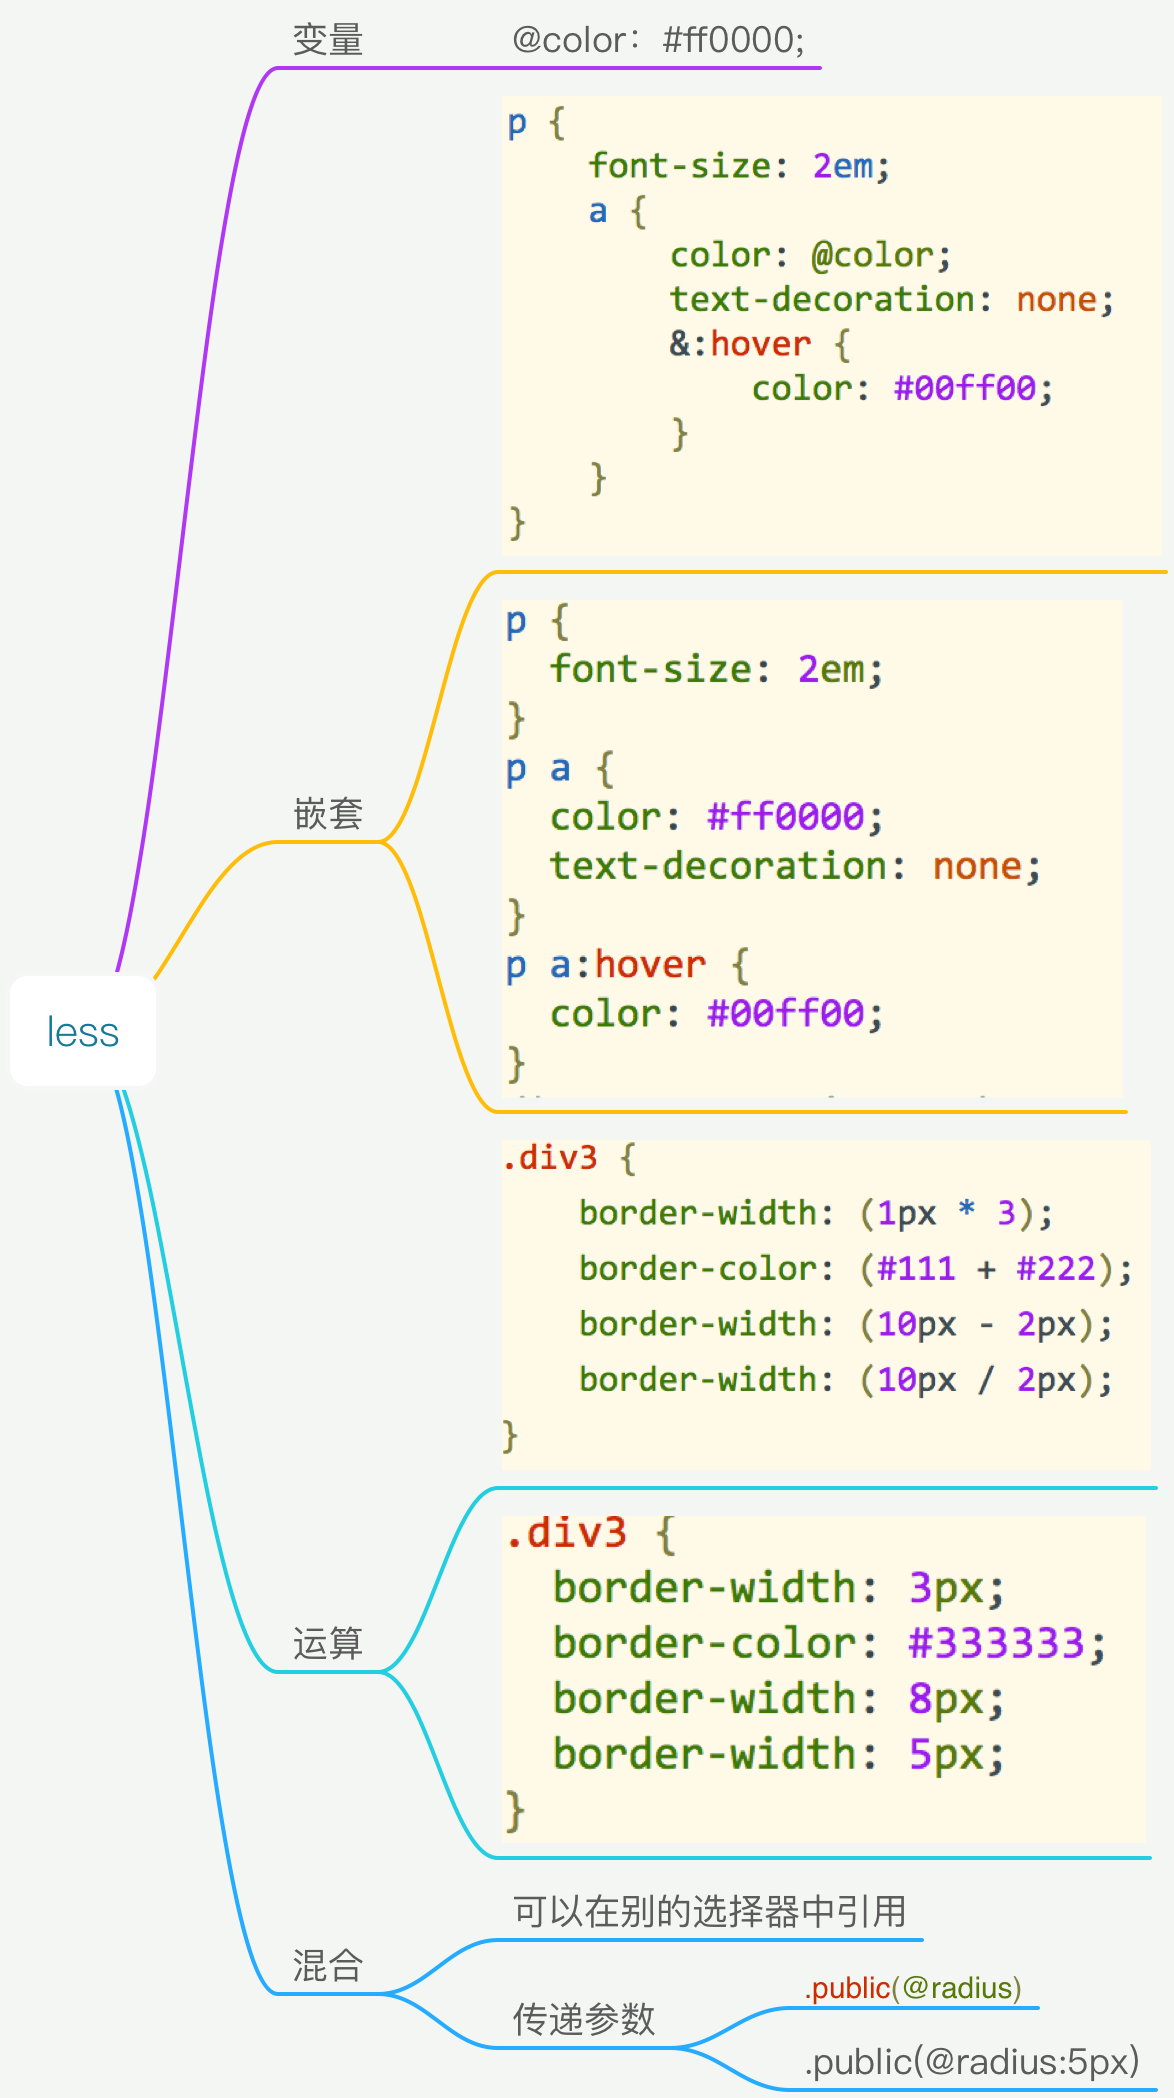 less
变量
@color：#ff0000;
嵌套
p {
font-size: 2em;
a {
color: @color;
text-decoration: none;
&:hover {
color: #00ff00;
}
}
}
p {
font-size: 2em;
}
p a {
color: #ff0000;
text-decoration: none;
}
p a:hover {
color: #00ff00;
}
运算
.div3 {
border-width: (1px * 3);
border-color: (#111 + #222);
border-width: (10px - 2px);
border-width: (10px / 2px);
}
.div3 {
border-width: 3px;
border-color: #333333;
border-width: 8px;
border-width: 5px;
}
混合
可以在别的选择器中引用
传递参数
.public(@radius)
.public(@radius:5px)